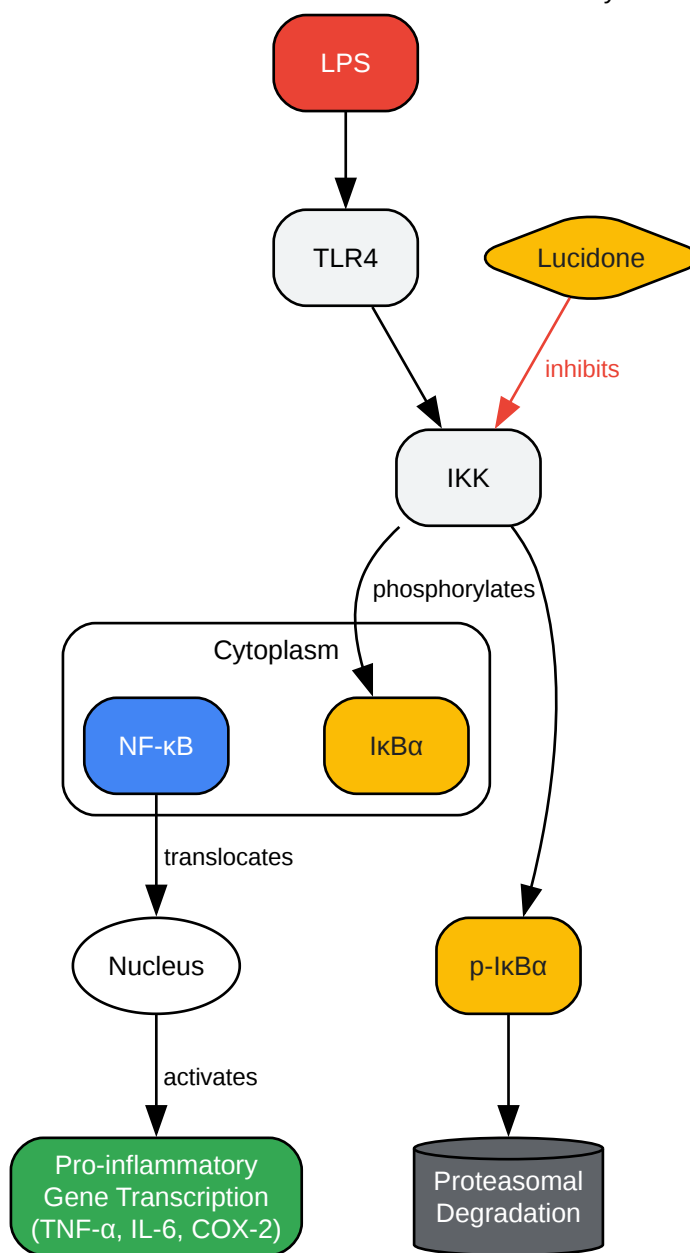 LPS
TLR4
Lucidone
inhibits
IKK
phosphorylates
Cytoplasm
NF-κB
IκBα
translocates
Nucleus
p-IκBα
activates
Pro-inflammatory
Gene Transcription
(TNF-α, IL-6, COX-2)
Proteasomal
Degradation